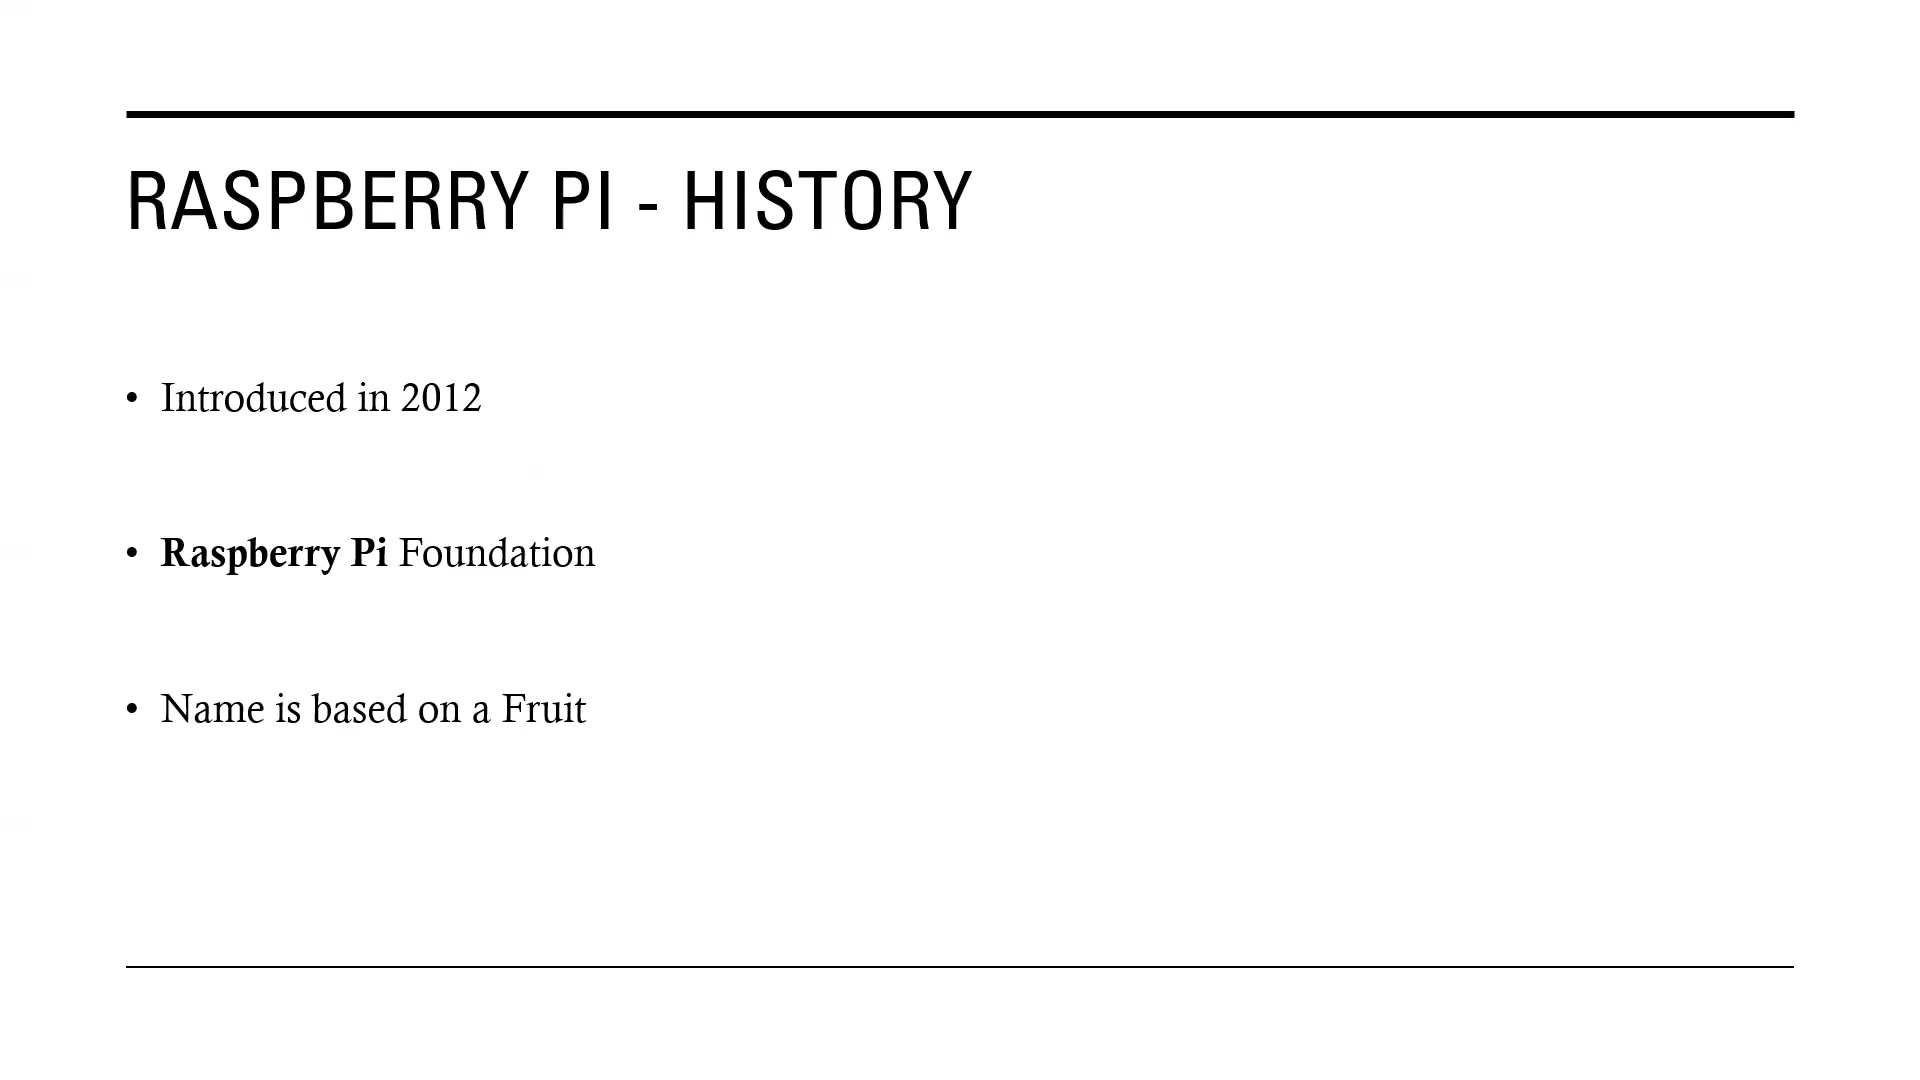 RASPBERRY PI - HISTORY
• Introduced in 2012
• Raspberry Pi Foundation
• Name is based on a Fruit